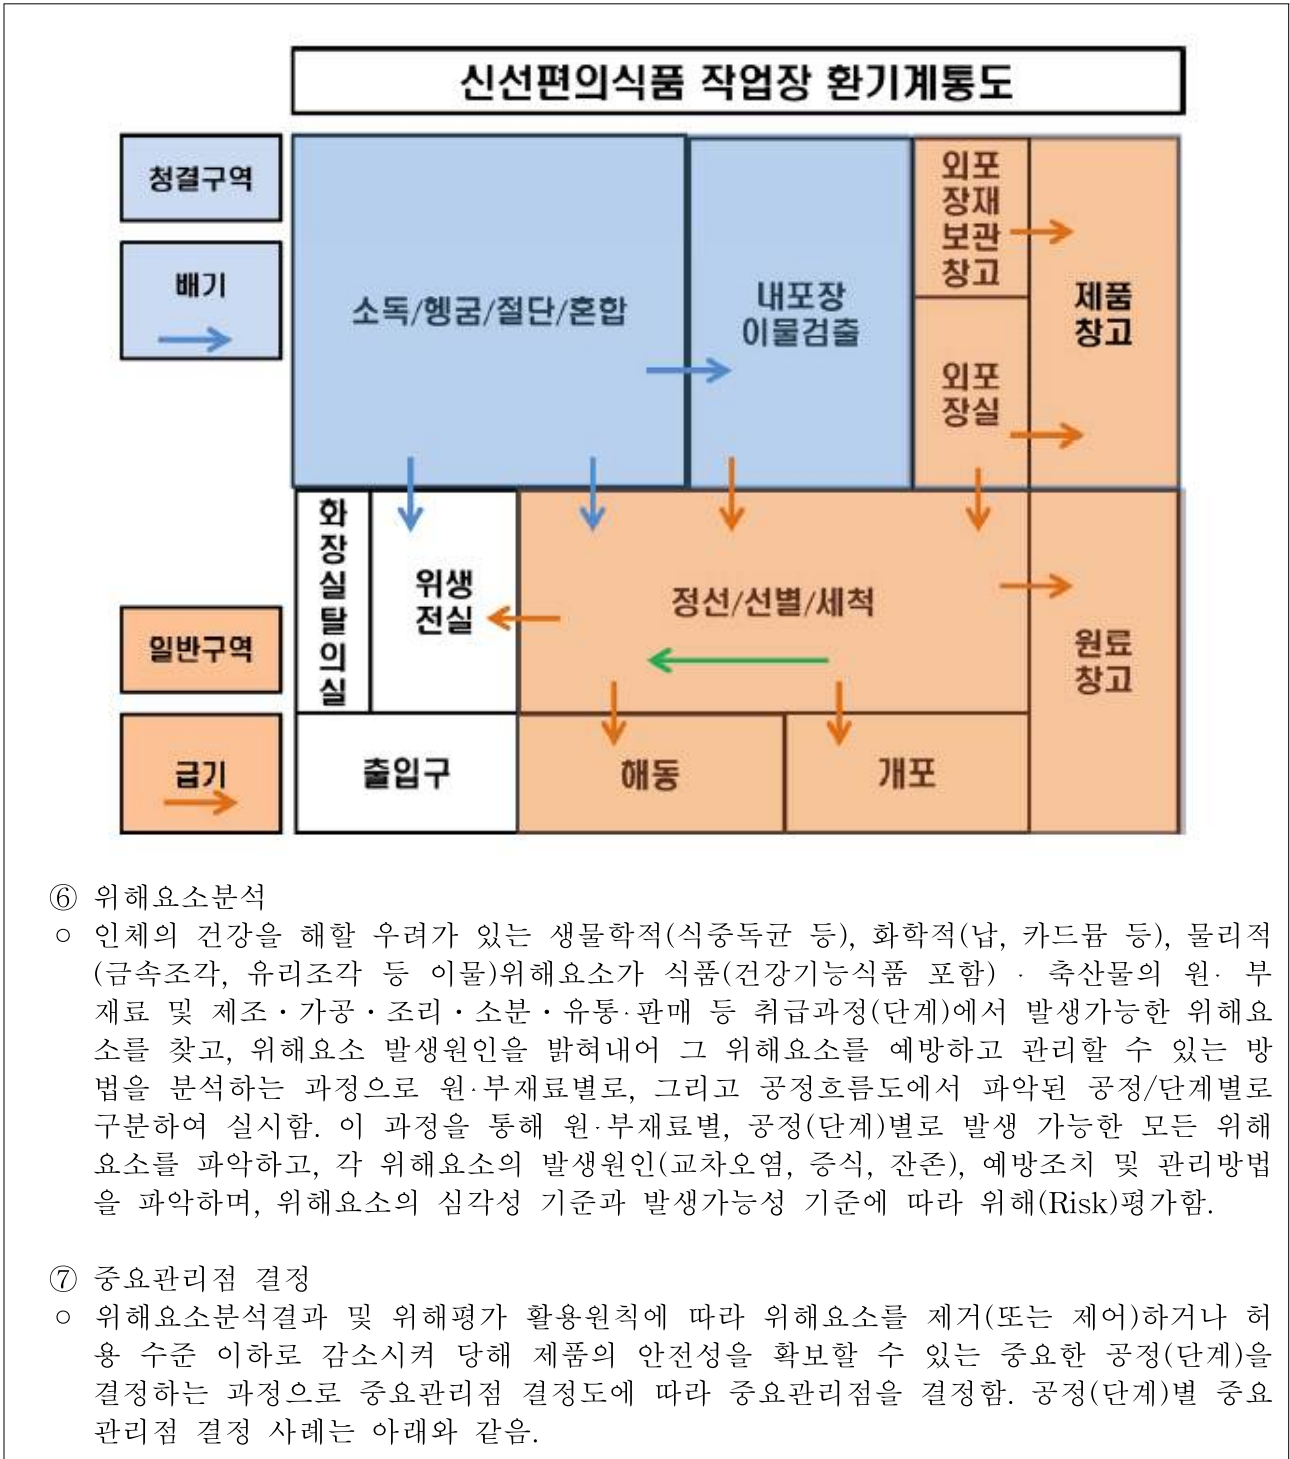 신선편의식품 작업장 환기계통도
청결구역
배기
소독/헹굼/절단/혼합
내포장
이물검출
외포
장재
보관
창고
제품
창고
외포
장실
화
장
실
탈
의
실
위생
전실
정선/선별/세척
원료
창고
일반구역
급기
출입구
해동
개포
⑥ 위해요소분석
○ 인체의 건강을 해할 우려가 있는 생물학적(식중독균 등), 화학적(납, 카드뮴 등), 물리적
(금속조각, 유리조각 등 이물)위해요소가 식품(건강기능식품 포함) · 축산물의 원· 부
재료 및 제조・가공・조리・소분・유통·판매 등 취급과정(단계)에서 발생가능한 위해요
소를 찾고, 위해요소 발생원인을 밝혀내어 그 위해요소를 예방하고 관리할 수 있는 방
법을 분석하는 과정으로 원·부재료별로, 그리고 공정흐름도에서 파악된 공정/단계별로
구분하여 실시함. 이 과정을 통해 원·부재료별, 공정(단계)별로 발생 가능한 모든 위해
요소를 파악하고, 각 위해요소의 발생원인(교차오염, 증식, 잔존), 예방조치 및 관리방법
을 파악하며, 위해요소의 심각성 기준과 발생가능성 기준에 따라 위해(Risk)평가함.
⑦ 중요관리점 결정
○ 위해요소분석결과 및 위해평가 활용원칙에 따라 위해요소를 제거(또는 제어)하거나 허
용 수준 이하로 감소시켜 당해 제품의 안전성을 확보할 수 있는 중요한 공정(단계)을
결정하는 과정으로 중요관리점 결정도에 따라 중요관리점을 결정함. 공정(단계)별 중요
관리점 결정 사례는 아래와 같음.